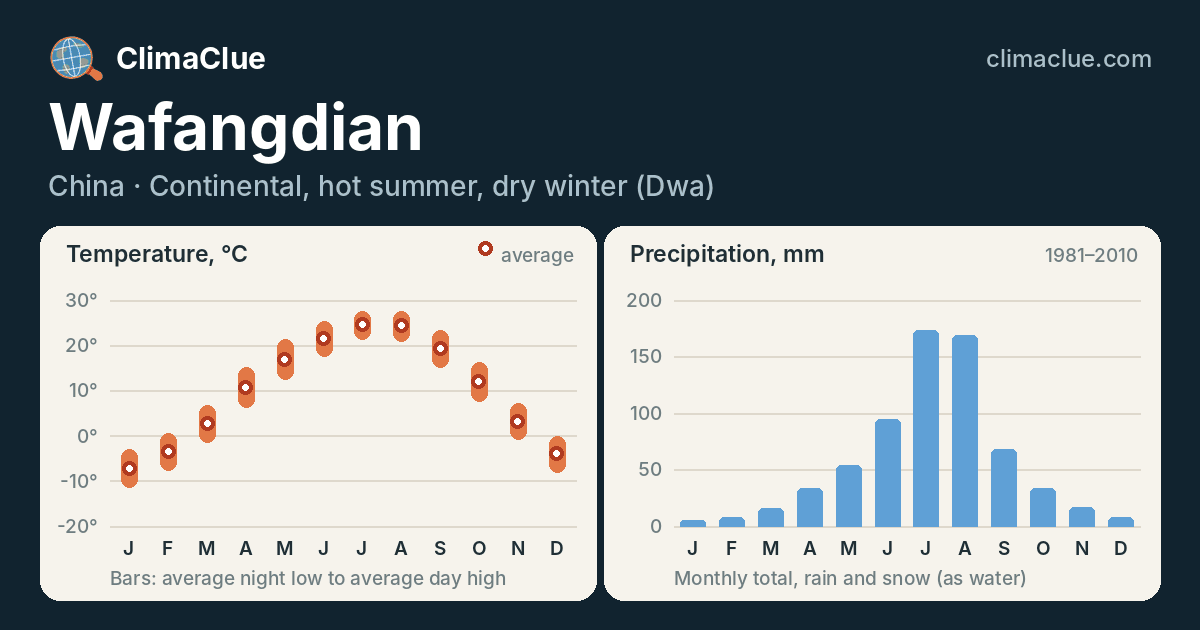 ClimaClue
climaclue.com
Wafangdian
China · Continental, hot summer, dry winter (Dwa)
Temperature, °C
average
30°
20°
10°
0°
-10°
-20°
J F M A M J J A S O N D
Bars: average night low to average day high
Precipitation, mm
1981–2010
200
150
100
50
0
J F M A M J J A S O N D
Monthly total, rain and snow (as water)